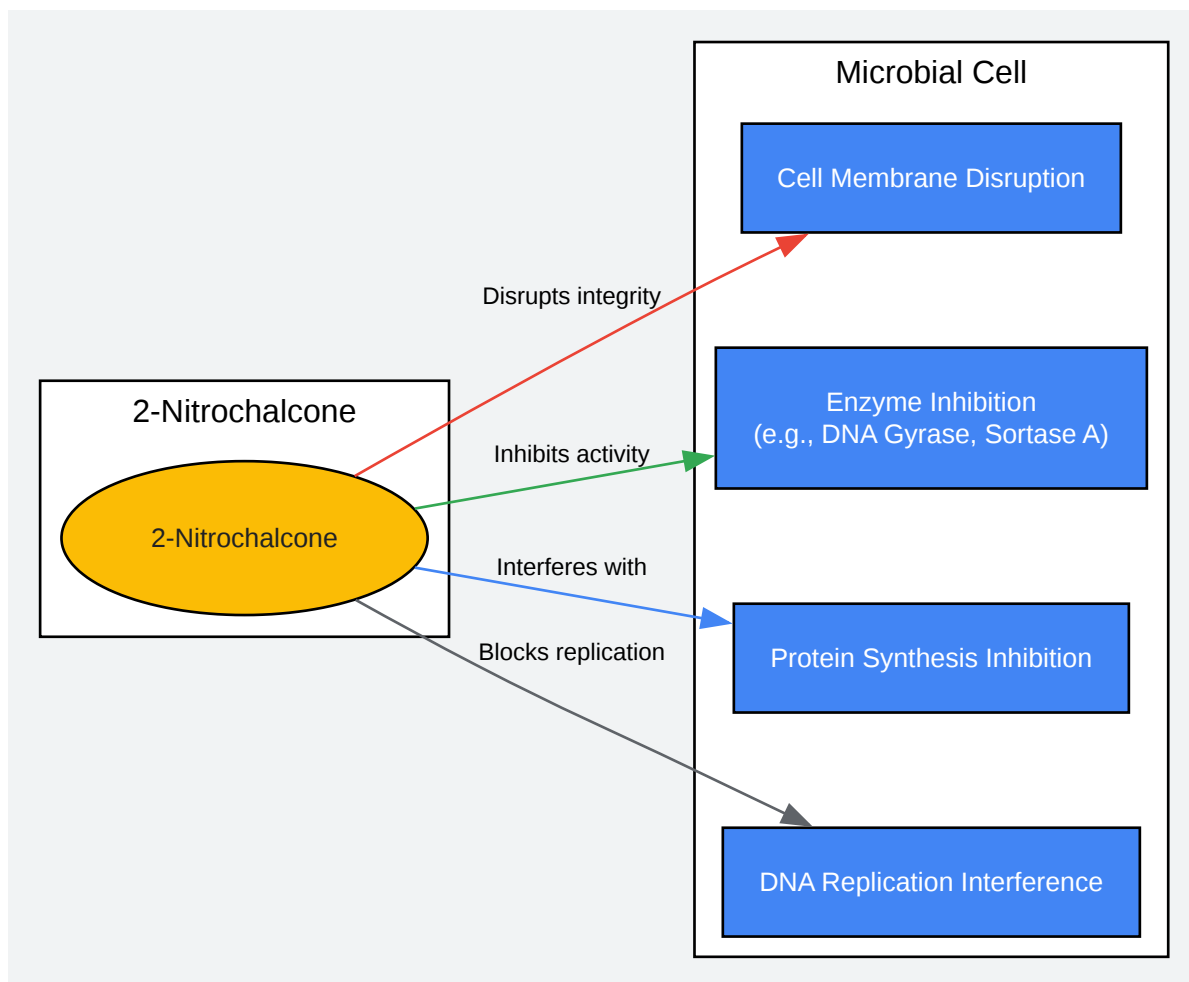 2-Nitrochalcone
2-Nitrochalcone
Disrupts integrity
Inhibits activity
Interferes with
Blocks replication
Microbial Cell
Cell Membrane Disruption
Enzyme Inhibition
(e.g., DNA Gyrase, Sortase A)
Protein Synthesis Inhibition
DNA Replication Interference